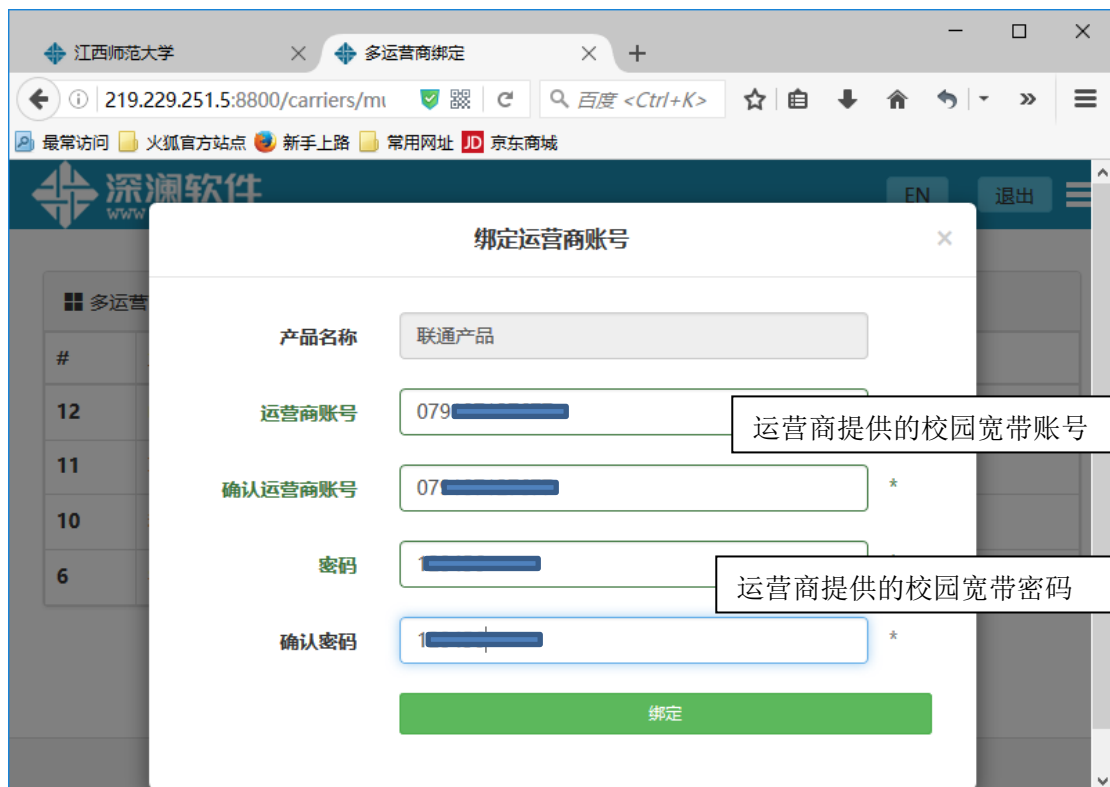 江西师范大学
多运营商绑定
219.229.251.5:8800/carriers/mu
百度 <Ctrl+K>
最常访问 火狐官方站点 新手上路 常用网址 JD 京东商城
深澜软件
www
EN 退出
绑定运营商账号 ×
多运营
产品名称 联通产品
#
12
运营商账号 079
运营商提供的校园宽带账号
11
确认运营商账号 079 *
10
密码 1
6
运营商提供的校园宽带密码
确认密码 1 *
绑定